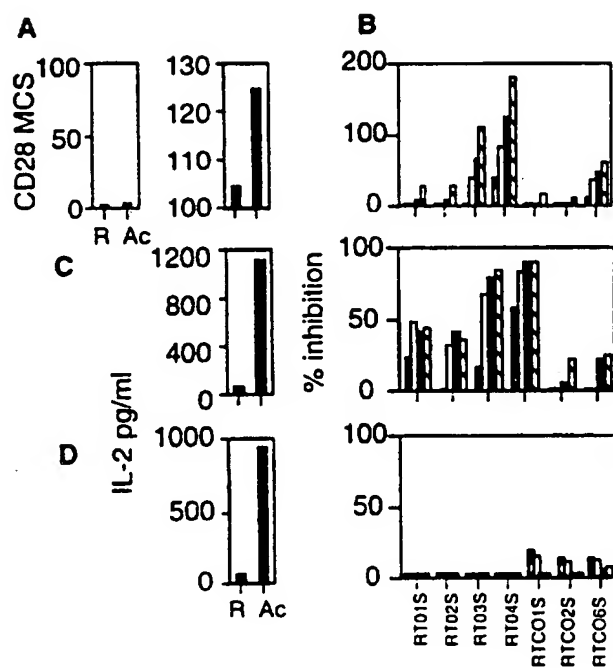 A
B
CD28 MCS
100
50
0
R Ac
130
120
110
100
200
100
0
C
1200
800
400
0
% inhibition
100
50
0
IL-2 pg/ml
D
1000
500
0
R Ac
100
50
0
RT01S
RT02S
RT03S
RT04S
RTCO1S
RTCO2S
RTCO6S